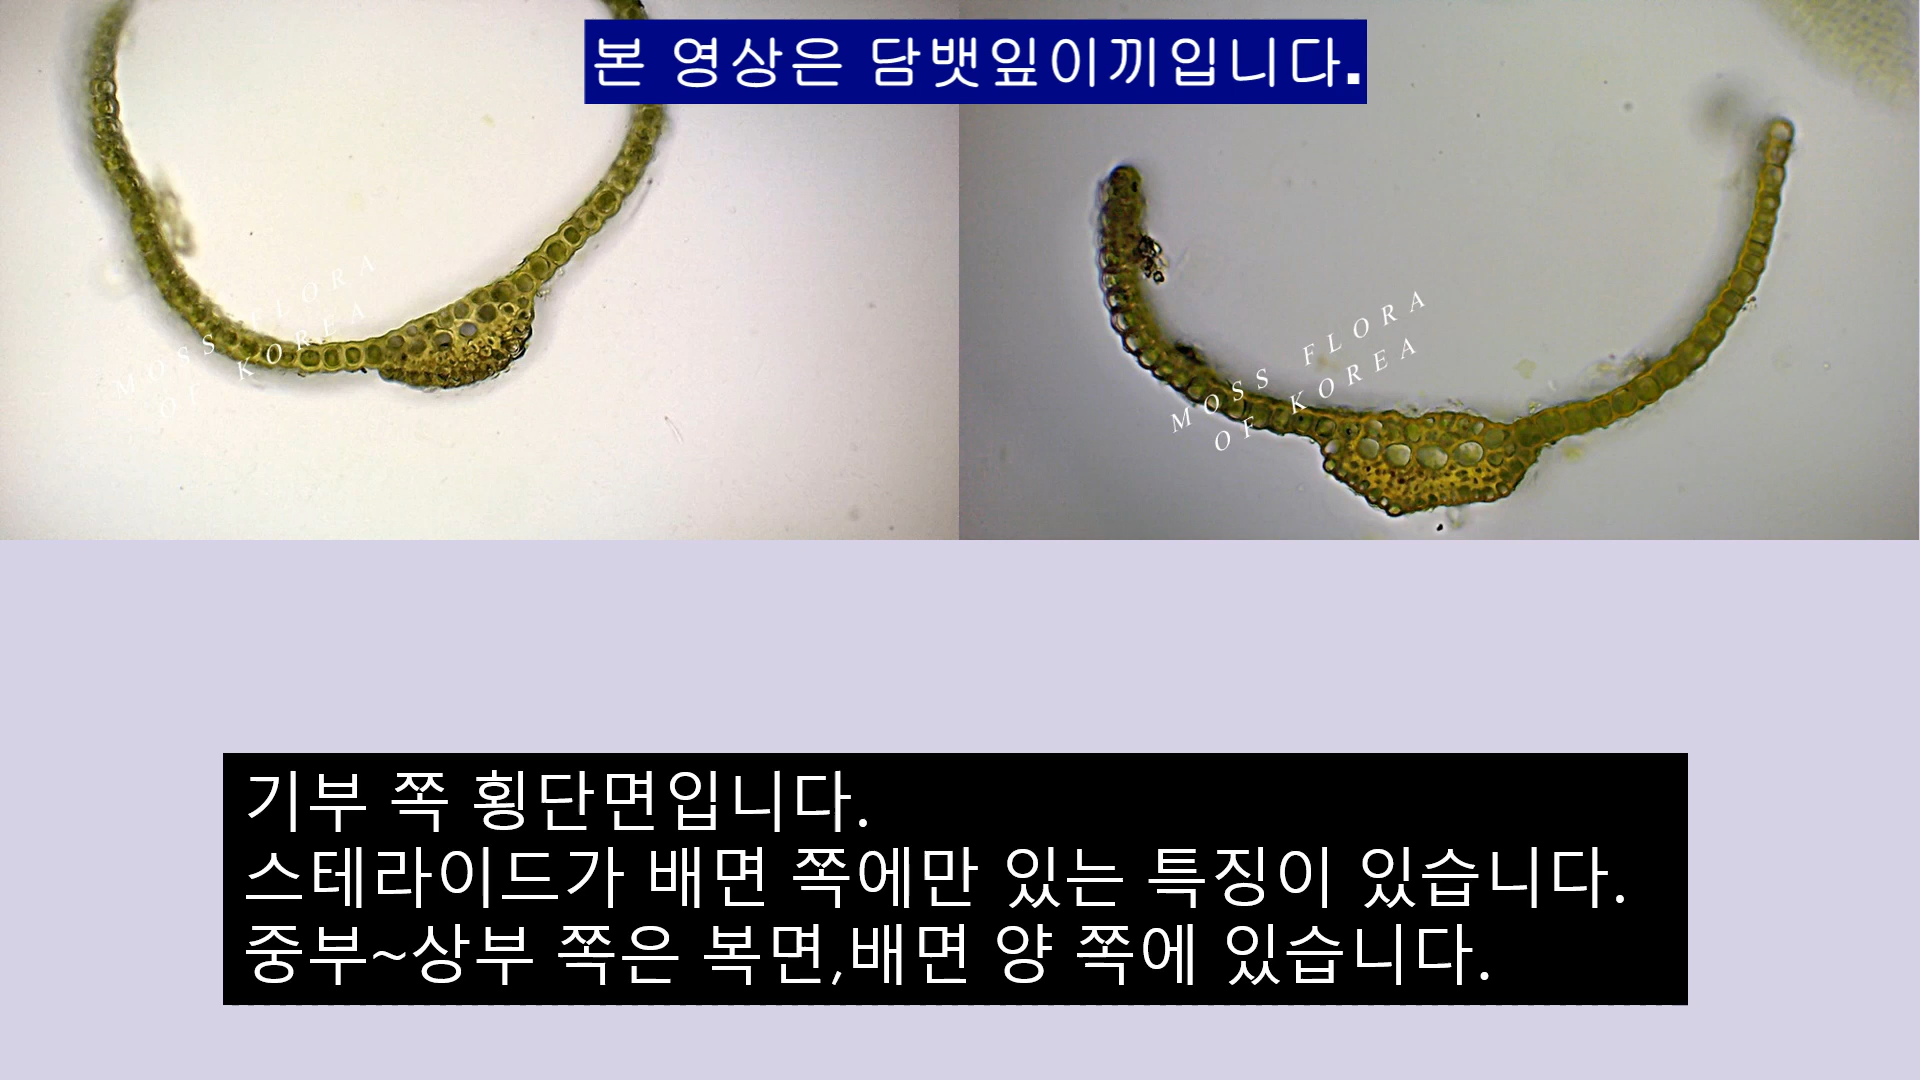 본 영상은 담뱃잎이끼입니다.
MOSS FLORA
OF KOREA
MOSS FLORA
OF KOREA
기부 쪽 횡단면입니다.
스테라이드가 배면 쪽에만 있는 특징이 있습니다.
중부~상부 쪽은 복면,배면 양 쪽에 있습니다.